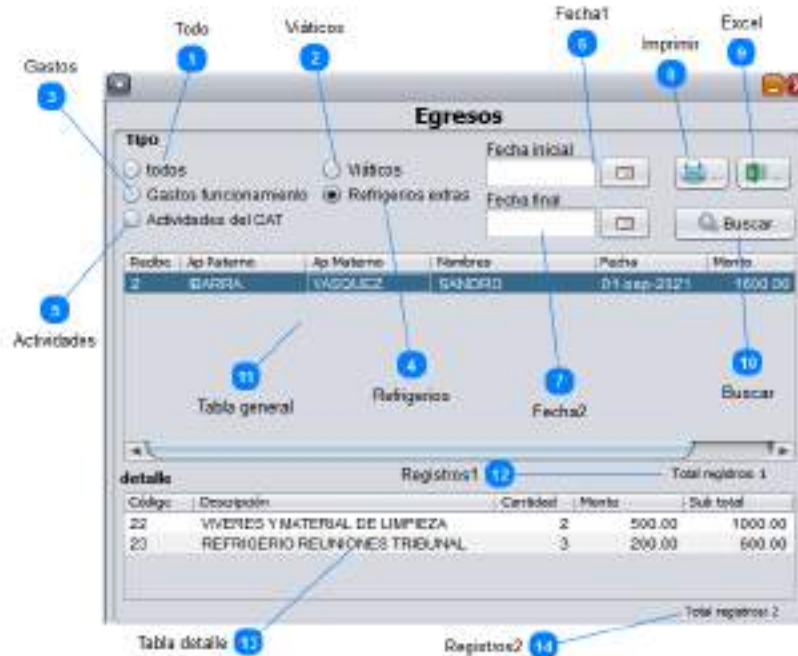 Fecha1
Excel
Todo
Viáticos
6
Imprimir
9
Gastos
1
2
8
3
Egresos
Tipo
Fecha inicial
todos
Viáticos
Gastos funcionamiento
Refrigerios extras
Fecha final
Actividades del CAT
Buscar
Recibo Ap Paterno Ap Materno Nombres Fecha Monto
2 IBARRA VASQUEZ SANDRO 01-sep-2021 1600.00
5
Actividades
11
4
7
10
Tabla general
Refrigerios
Fecha2
Buscar
Registros1 12 Total registros: 1
detalle
Código Descripción Cantidad Monto Sub total
22 VIVERES Y MATERIAL DE LIMPIEZA 2 500.00 1000.00
23 REFRIGERIO REUNIONES TRIBUNAL 3 200.00 600.00
Total registros: 2
Tabla detalle 13
Registros2 14